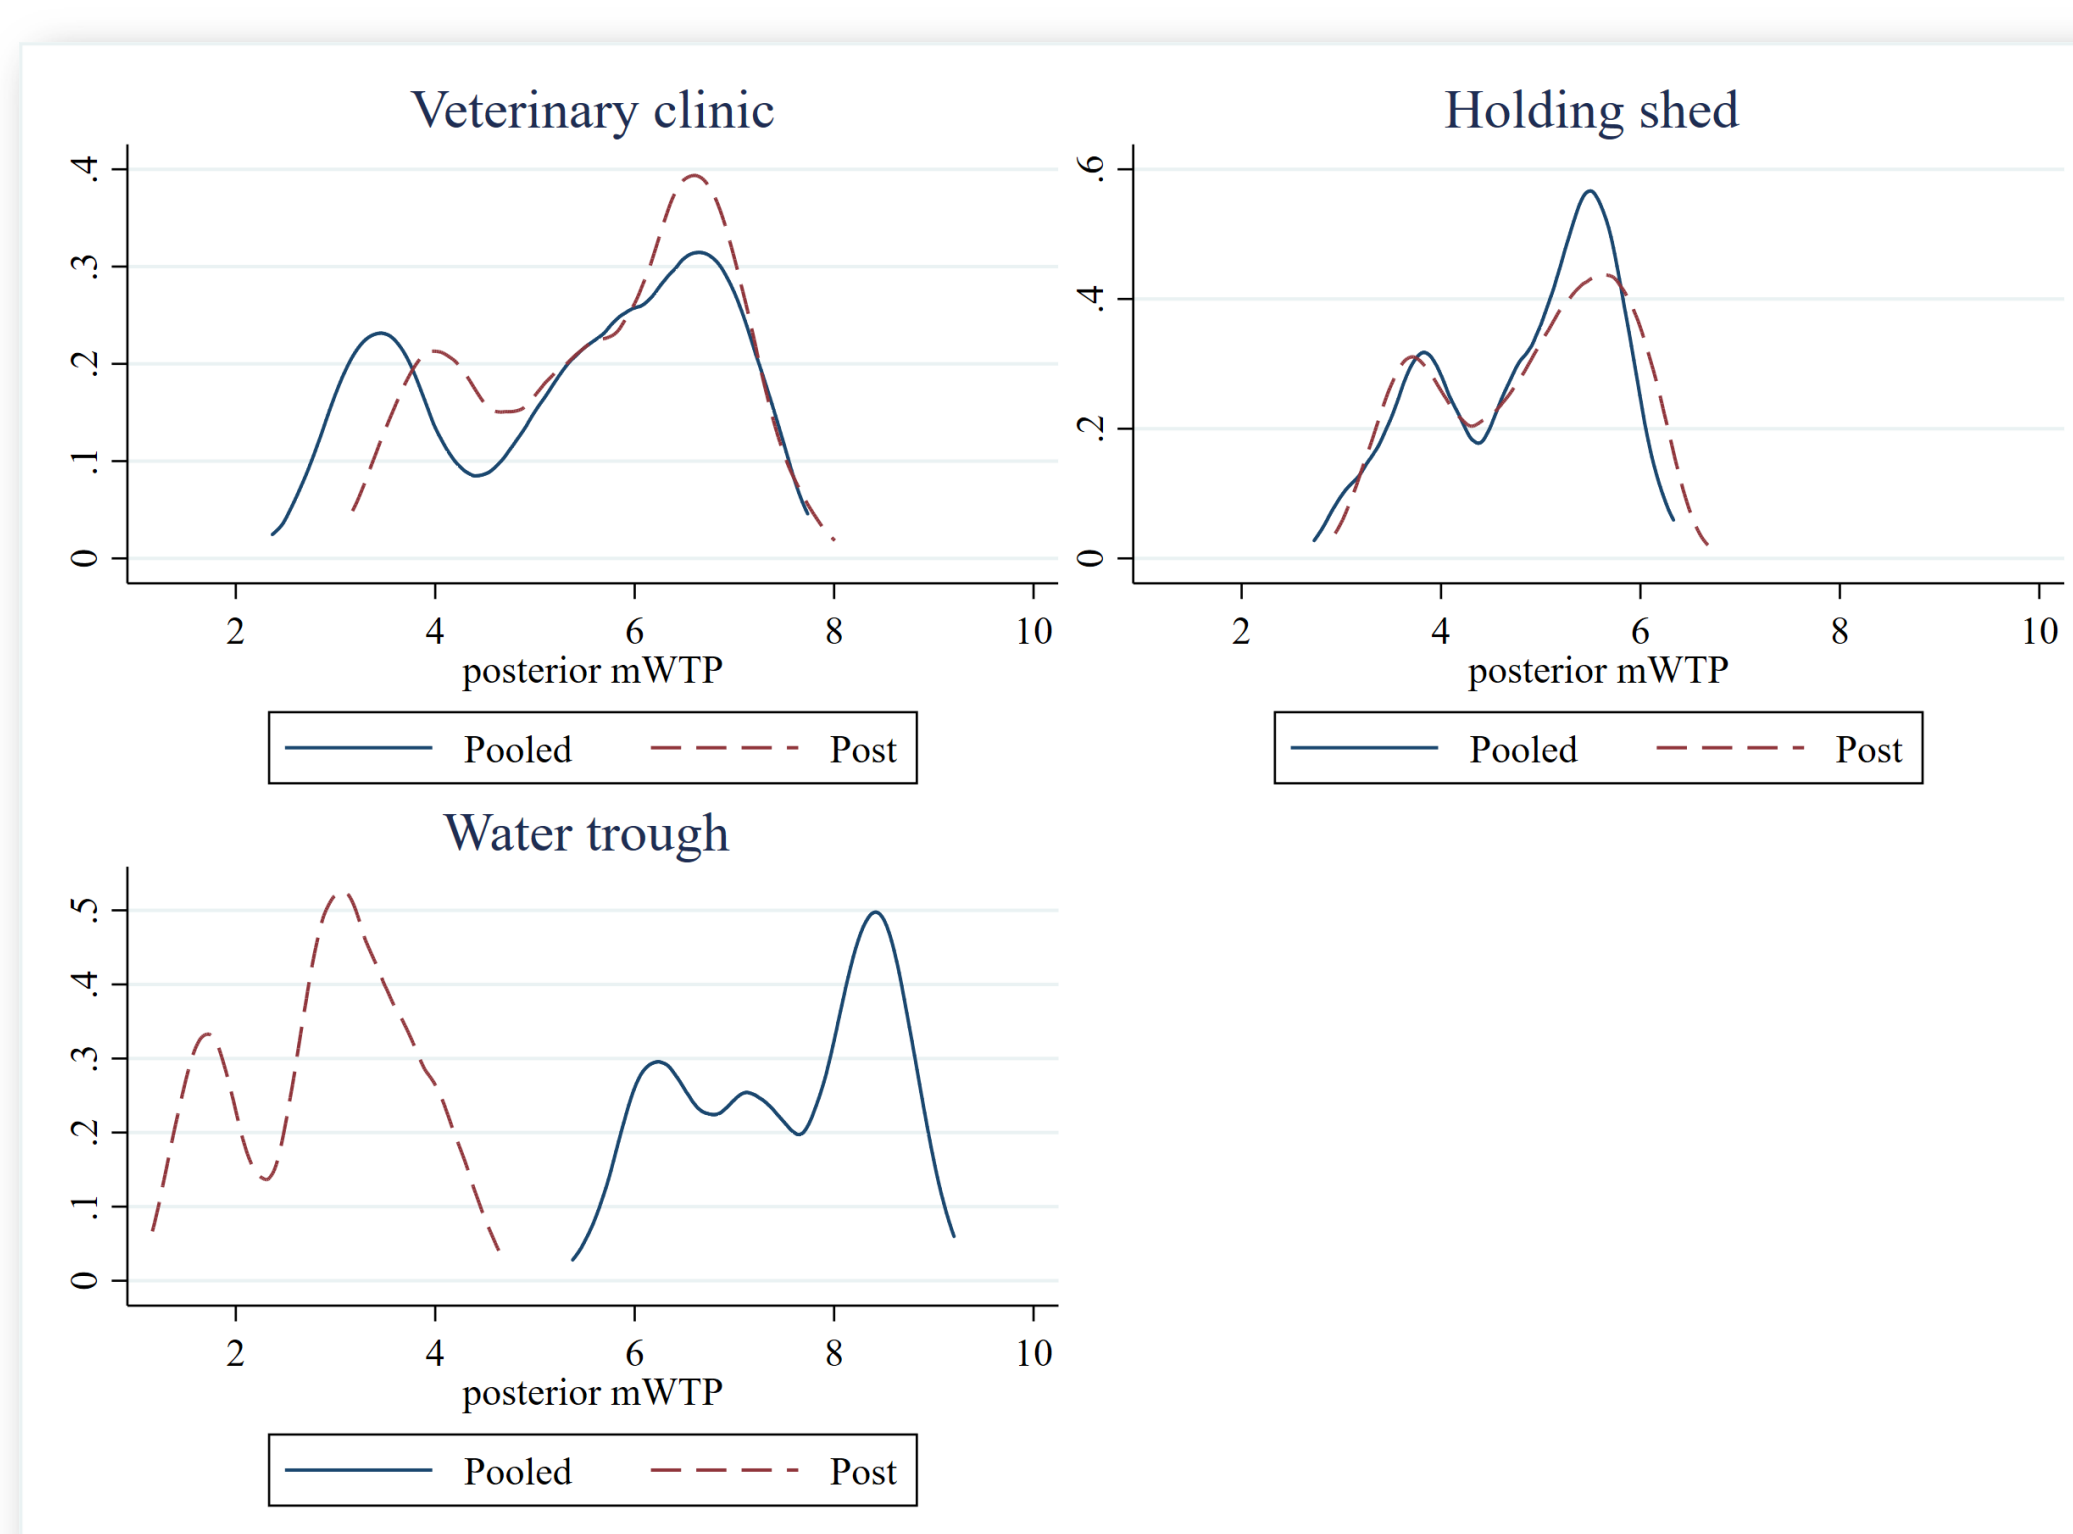 Veterinary clinic
.4
.3
.2
.1
0
2 4 6 8 10
posterior mWTP
Pooled Post
Holding shed
.6
.4
.2
0
2 4 6 8 10
posterior mWTP
Pooled Post
Water trough
.5
.4
.3
.2
.1
0
2 4 6 8 10
posterior mWTP
Pooled Post